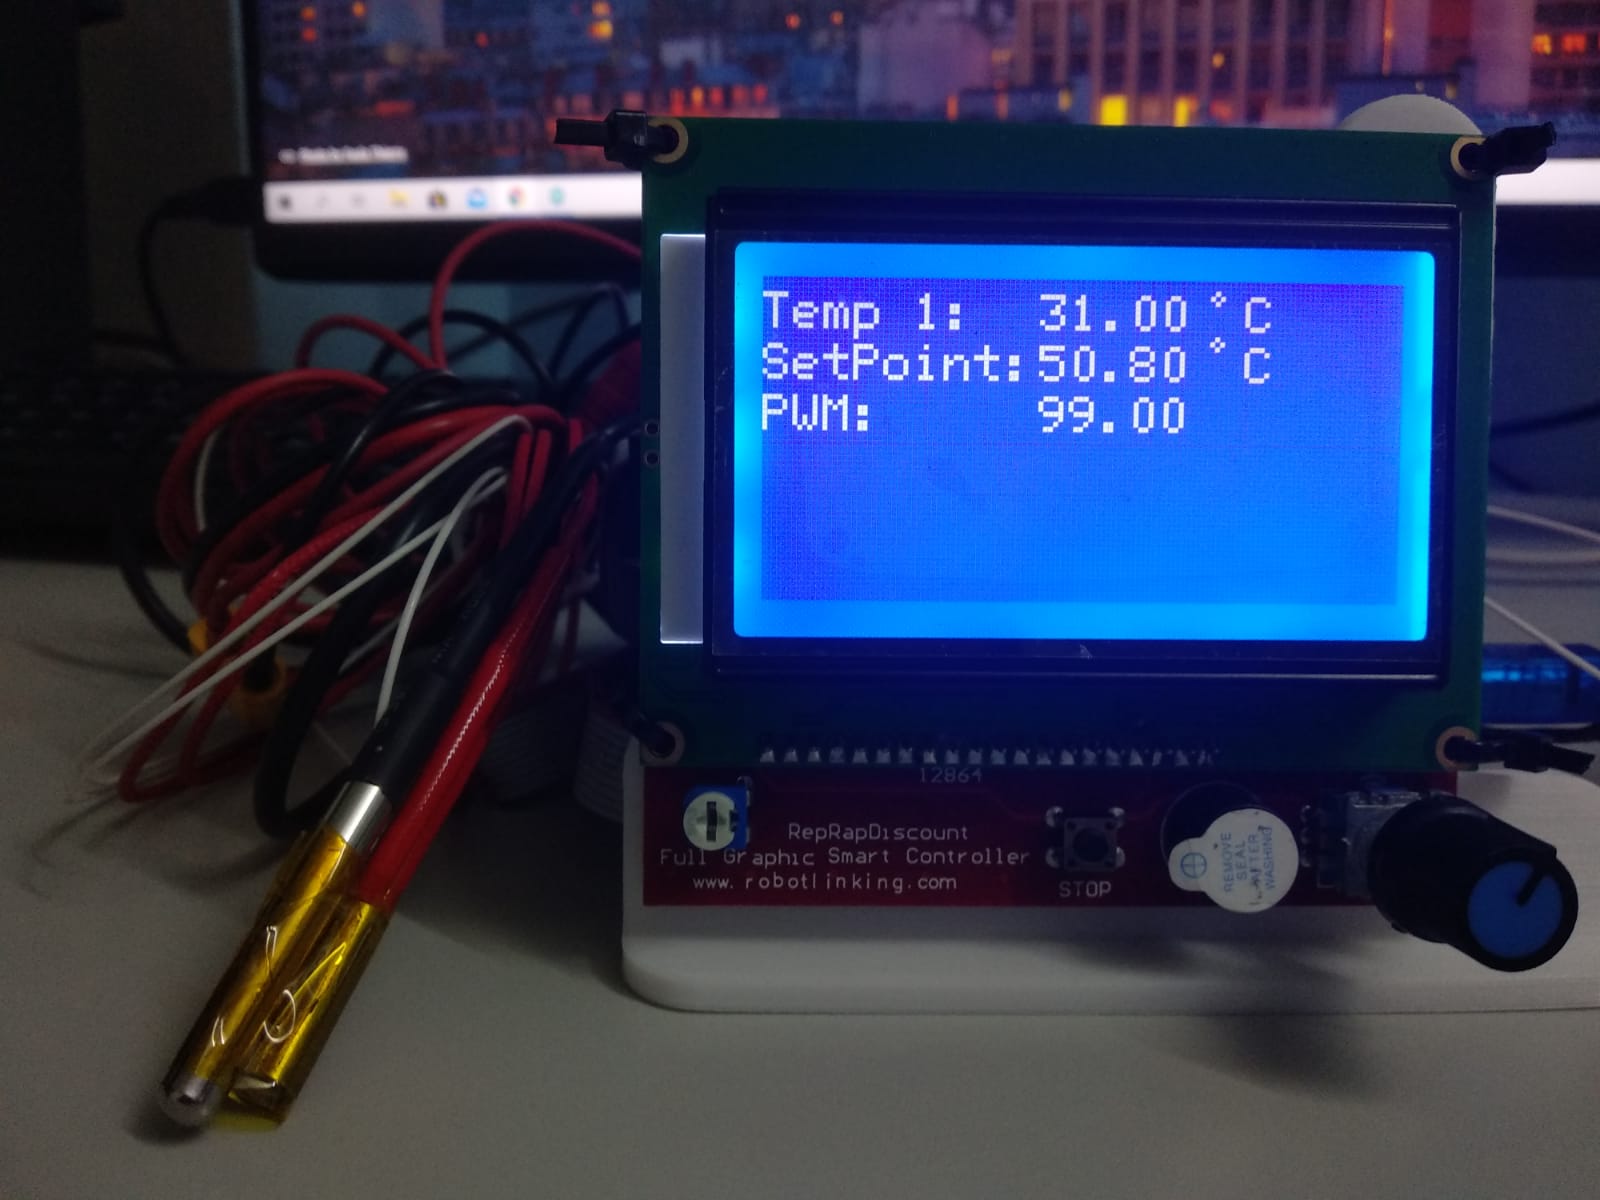 Temp 1: 31.00 °C
SetPoint: 50.80 °C
PWM: 99.00
12864
RepRapDiscount
Full Graphic Smart Controller
www.robotlinking.com
STOP
REMOVE
SEAL
AFTER
WASHING